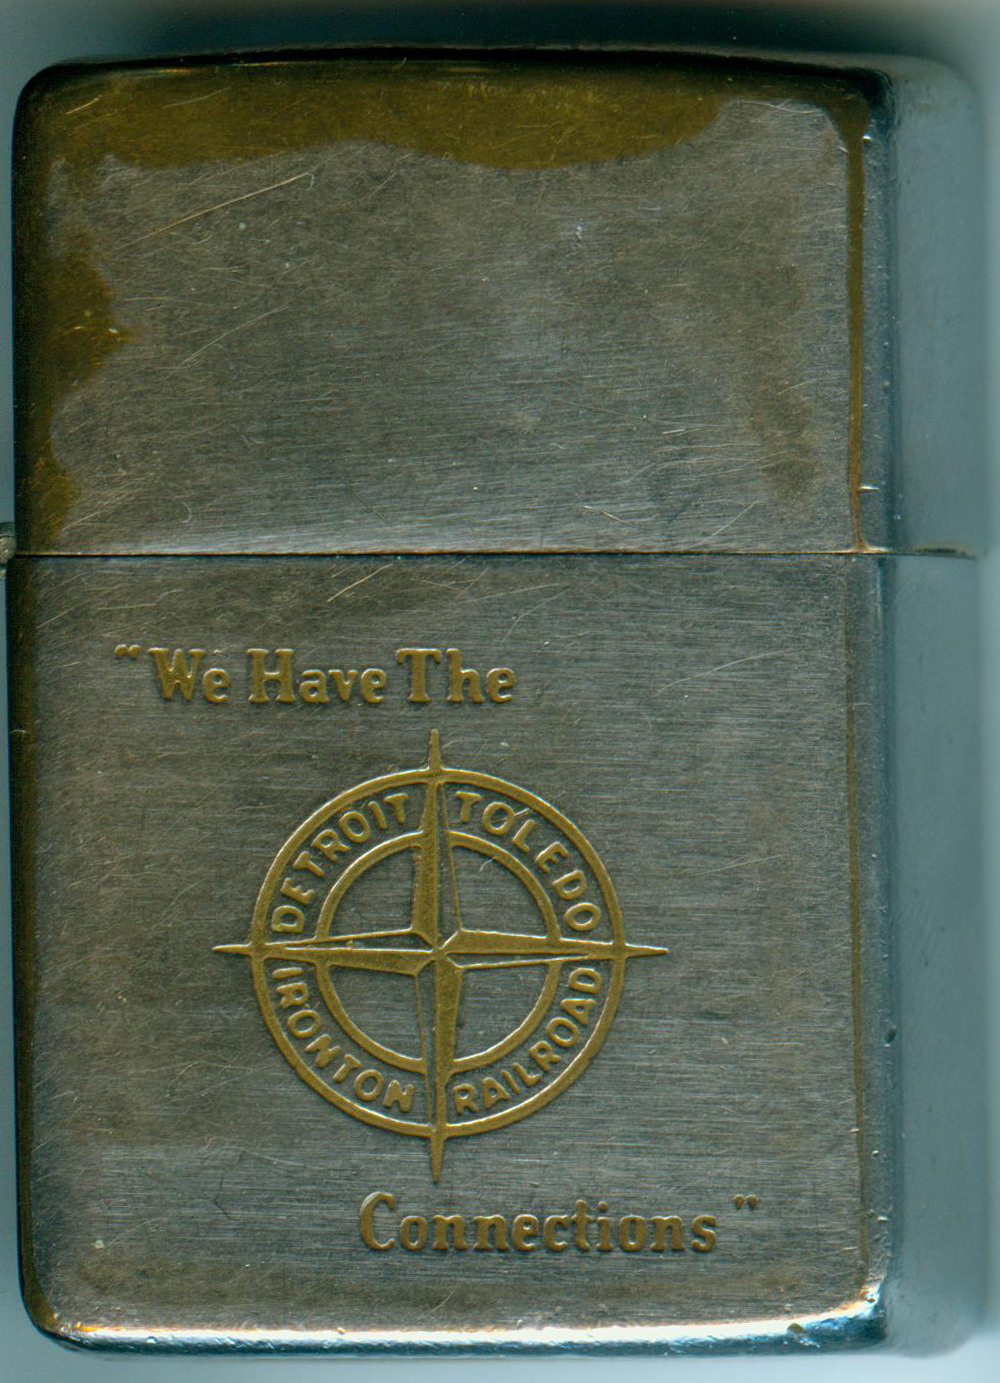 “We Have The
DETROIT TOLEDO
IRONTON RAILROAD
Connections”